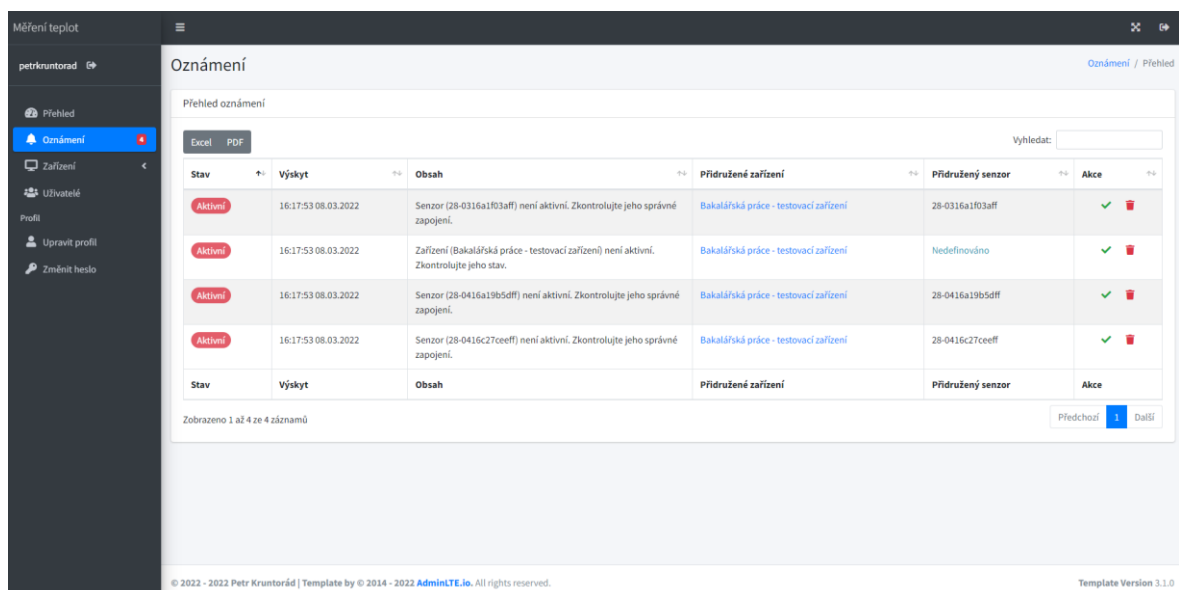 Měření teplot
petrkruntorad
Přehled
Oznámení 4
Zařízení
Uživatelé
Profil
Upravit profil
Změnit heslo
Oznámení
Oznámení / Přehled
Přehled oznámení
Excel PDF
Vyhledat:
Stav Výskyt Obsah Přidružené zařízení Přidružený senzor Akce
Aktivní 16:17:53 08.03.2022 Senzor (28-0316a1f03aff) není aktivní. Zkontrolujte jeho správné Bakalářská práce - testovací zařízení 28-0316a1f03aff
zapojení.
Aktivní 16:17:53 08.03.2022 Zařízení (Bakalářská práce - testovací zařízení) není aktivní. Bakalářská práce - testovací zařízení Nedefinováno
Zkontrolujte jeho stav.
Aktivní 16:17:53 08.03.2022 Senzor (28-0416a19b5dff) není aktivní. Zkontrolujte jeho správné Bakalářská práce - testovací zařízení 28-0416a19b5dff
zapojení.
Aktivní 16:17:53 08.03.2022 Senzor (28-0416c27ceeff) není aktivní. Zkontrolujte jeho správné Bakalářská práce - testovací zařízení 28-0416c27ceeff
zapojení.
Stav Výskyt Obsah Přidružené zařízení Přidružený senzor Akce
Zobrazeno 1 až 4 ze 4 záznamů
Předchozí 1 Další
© 2022 - 2022 Petr Kruntorád | Template by © 2014 - 2022 AdminLTE.io. All rights reserved.
Template Version 3.1.0